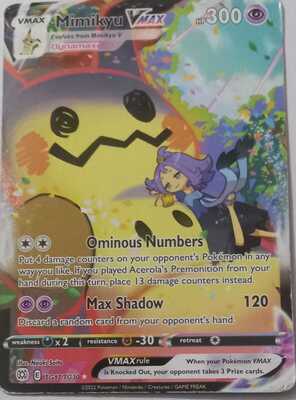 VMAX
Mimikyu VMAX
HP 300
Evolves from Mimikyu V
Dynamax
Ominous Numbers
Put 4 damage counters on your opponent's Pokémon in any
way you like. If you played Acerola's Premonition from your
hand during this turn, place 13 damage counters instead.
Max Shadow 120
Discard a random card from your opponent's hand.
weakness x2 resistance -30 retreat
VMAX rule
When your Pokémon VMAX
is Knocked Out, your opponent takes 3 Prize cards.
©2022 Pokémon / Nintendo / Creatures / GAME FREAK